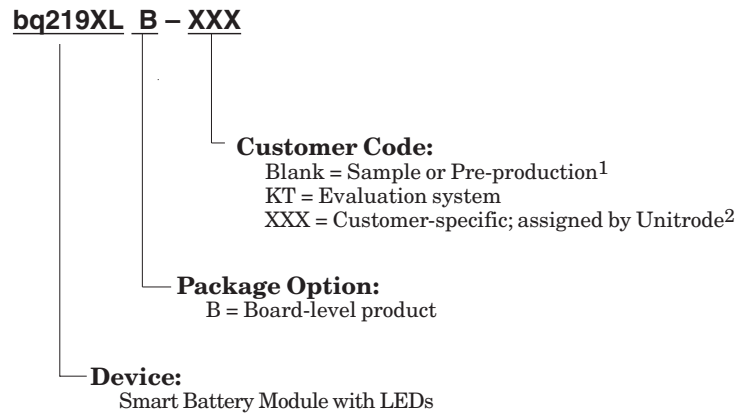 bq219XL B – XXX
Customer Code:
Blank = Sample or Pre-production1
KT = Evaluation system
XXX = Customer-specific; assigned by Unitrode2
Package Option:
B = Board-level product
Device:
Smart Battery Module with LEDs